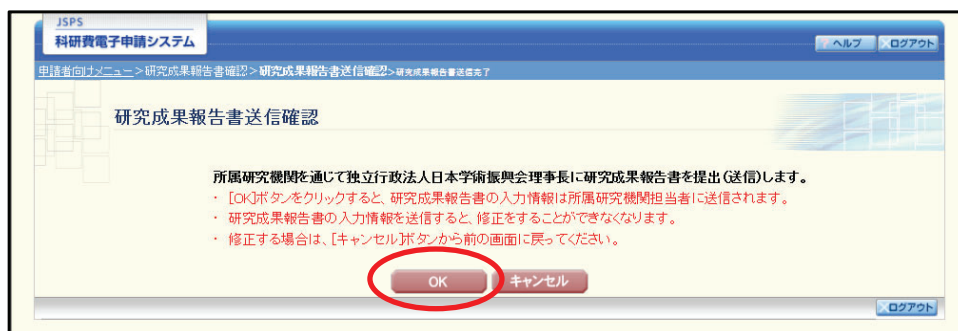 JSPS
科研費電子申請システム
ヘルプ
ログアウト
申請者向けメニュー>研究成果報告書確認>研究成果報告書送信確認>研究成果報告書送信完了
研究成果報告書送信確認
所属研究機関を通じて独立行政法人日本学術振興会理事長に研究成果報告書を提出(送信)します。
・ [OK]ボタンをクリックすると、研究成果報告書の入力情報は所属研究機関担当者に送信されます。
・ 研究成果報告書の入力情報を送信すると、修正をすることができなくなります。
・ 修正する場合は、[キャンセル]ボタンから前の画面に戻ってください。
OK
キャンセル
ログアウト